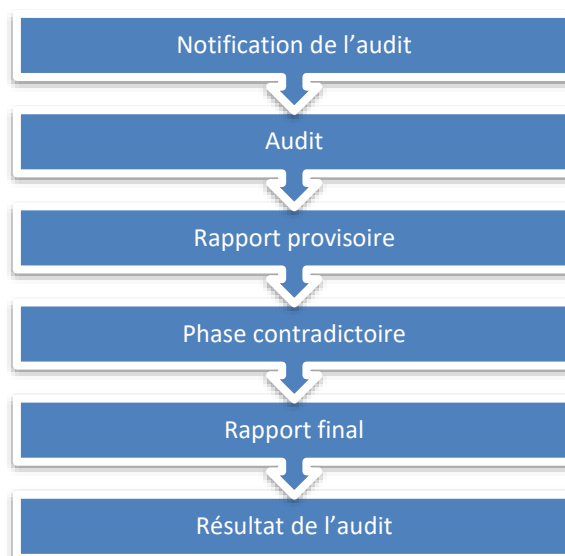 Notification de l’audit
Audit
Rapport provisoire
Phase contradictoire
Rapport final
Résultat de l’audit